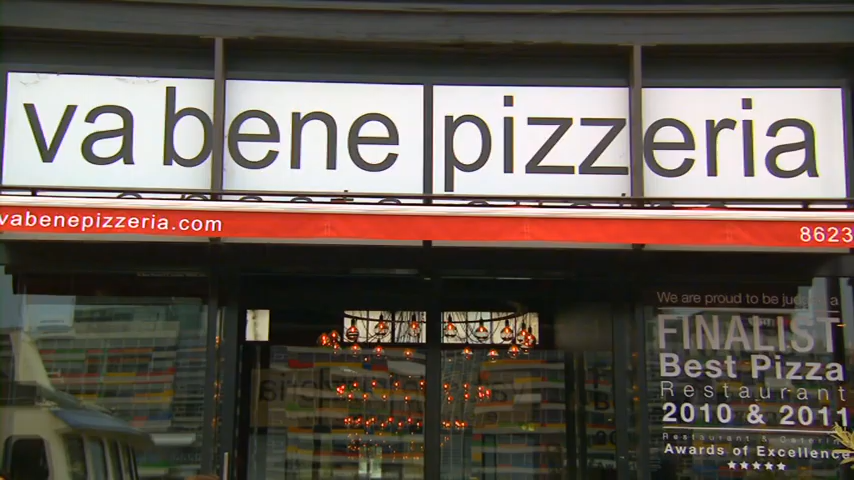 va bene pizzeria
vabenepizzeria.com
8623
We are proud to be judged a
FINALIST
Best Pizza
Restaurant
2010 & 2011
Restaurant & Catering
Awards of Excellence